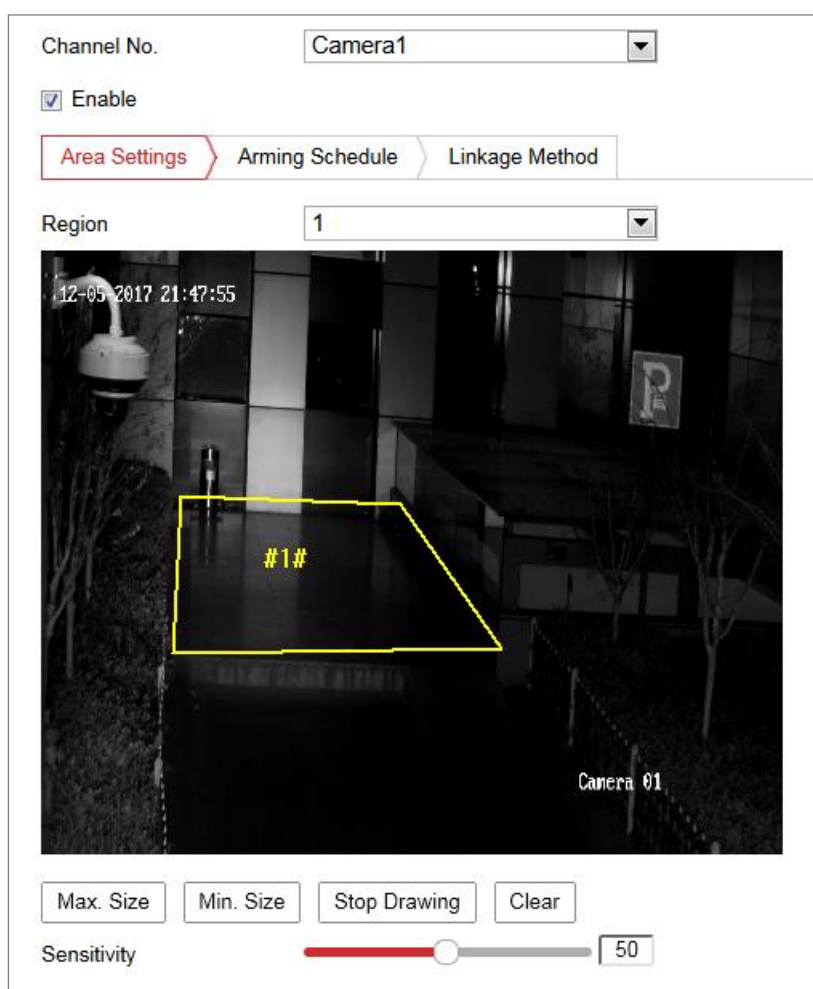 Channel No. Camera1
Enable
Area Settings Arming Schedule Linkage Method
Region 1
12-05-2017 21:47:55
P
#1#
Camera 01
Max. Size Min. Size Stop Drawing Clear
Sensitivity 50